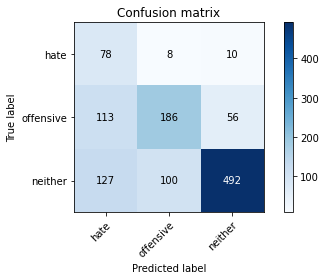 Confusion matrix
True label
hate
78
8
10
offensive
113
186
56
neither
127
100
492
hate
offensive
neither
Predicted label
400
300
200
100